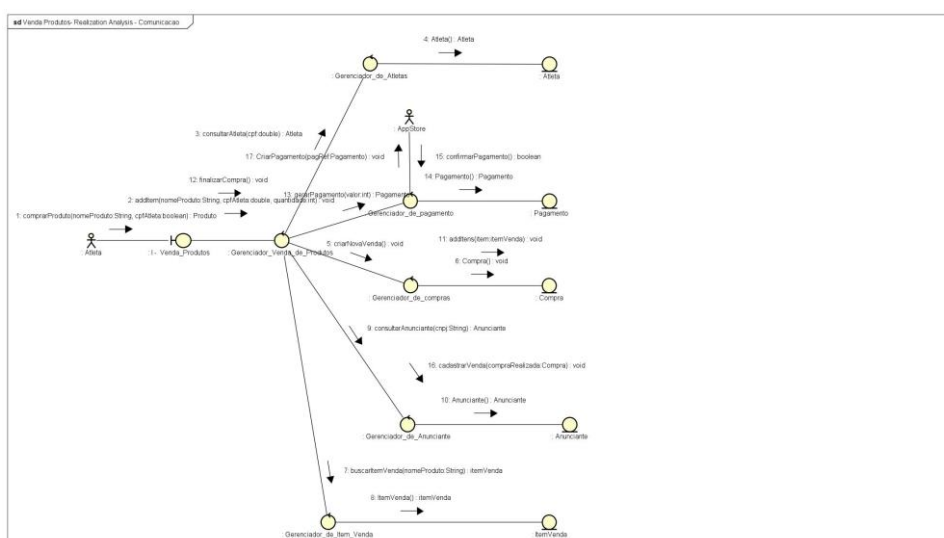 sd Venda Produtos- Realization Analysis - Comunicacao
4: Atleta() : Atleta
: Gerenciador_de_Atletas
: Atleta
: AppStore
3: consultarAtleta(cpf:double) : Atleta
17: CriarPagamento(pagRef:Pagamento) : void
15: confirmarPagamento() : boolean
12: finalizarCompra() : void
14: Pagamento() : Pagamento
13: gerarPagamento(valor:int) : Pagamento
2: addItem(nomeProduto:String, cpfAtleta:double, quantidade:int) : void
: Gerenciador_de_pagamento
: Pagamento
1: comprarProduto(nomeProduto:String, cpfAtleta:boolean) : Produto
11: addItens(item:itemVenda) : void
5: criarNovaVenda() : void
Atleta
: I - Venda_Produtos
: Gerenciador_Venda_de_Produtos
6: Compra() : void
: Gerenciador_de_compras
: Compra
9: consultarAnunciante(cnpj:String) : Anunciante
16: cadastrarVenda(compraRealizada:Compra) : void
10: Anunciante() : Anunciante
: Gerenciador_de_Anunciante
: Anunciante
7: buscarItemVenda(nomeProduto:String) : itemVenda
8: ItemVenda() : itemVenda
: Gerenciador_de_Item_Venda
: ItemVenda